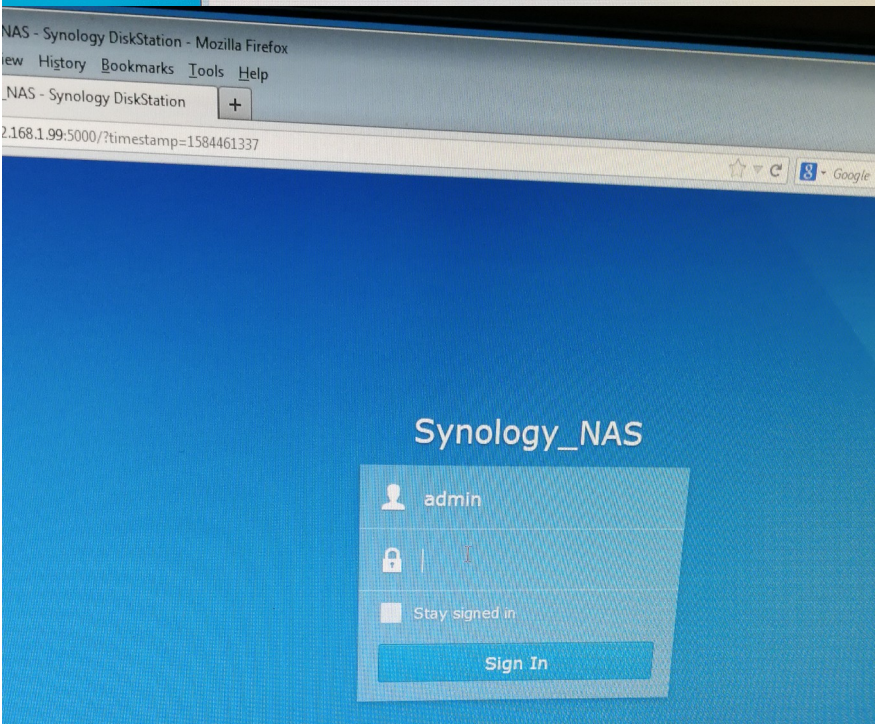 NAS - Synology DiskStation - Mozilla Firefox
iew History Bookmarks Tools Help
_NAS - Synology DiskStation +
2.168.1.99:5000/?timestamp=1584461337
8 Google
Synology_NAS
admin
Stay signed in
Sign In